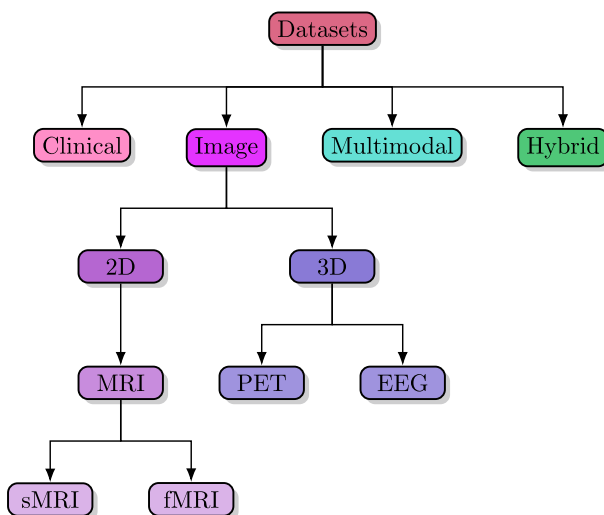 Datasets
Clinical
Image
Multimodal
Hybrid
2D
3D
MRI
PET
EEG
sMRI
fMRI